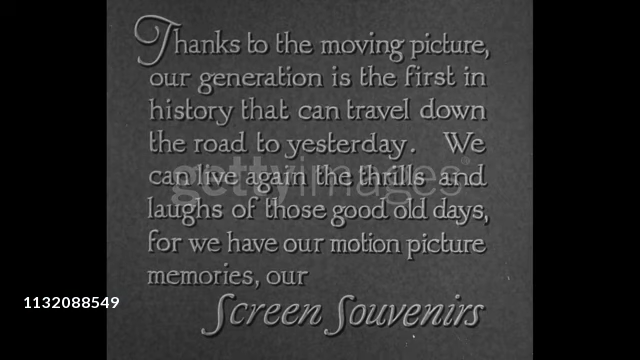 Thanks to the moving picture,
our generation is the first in
history that can travel down
the road to yesterday. We
can live again the thrills and
laughs of those good old days,
for we have our motion picture
memories, our
Screen Souvenirs
gettyimages
1132088549